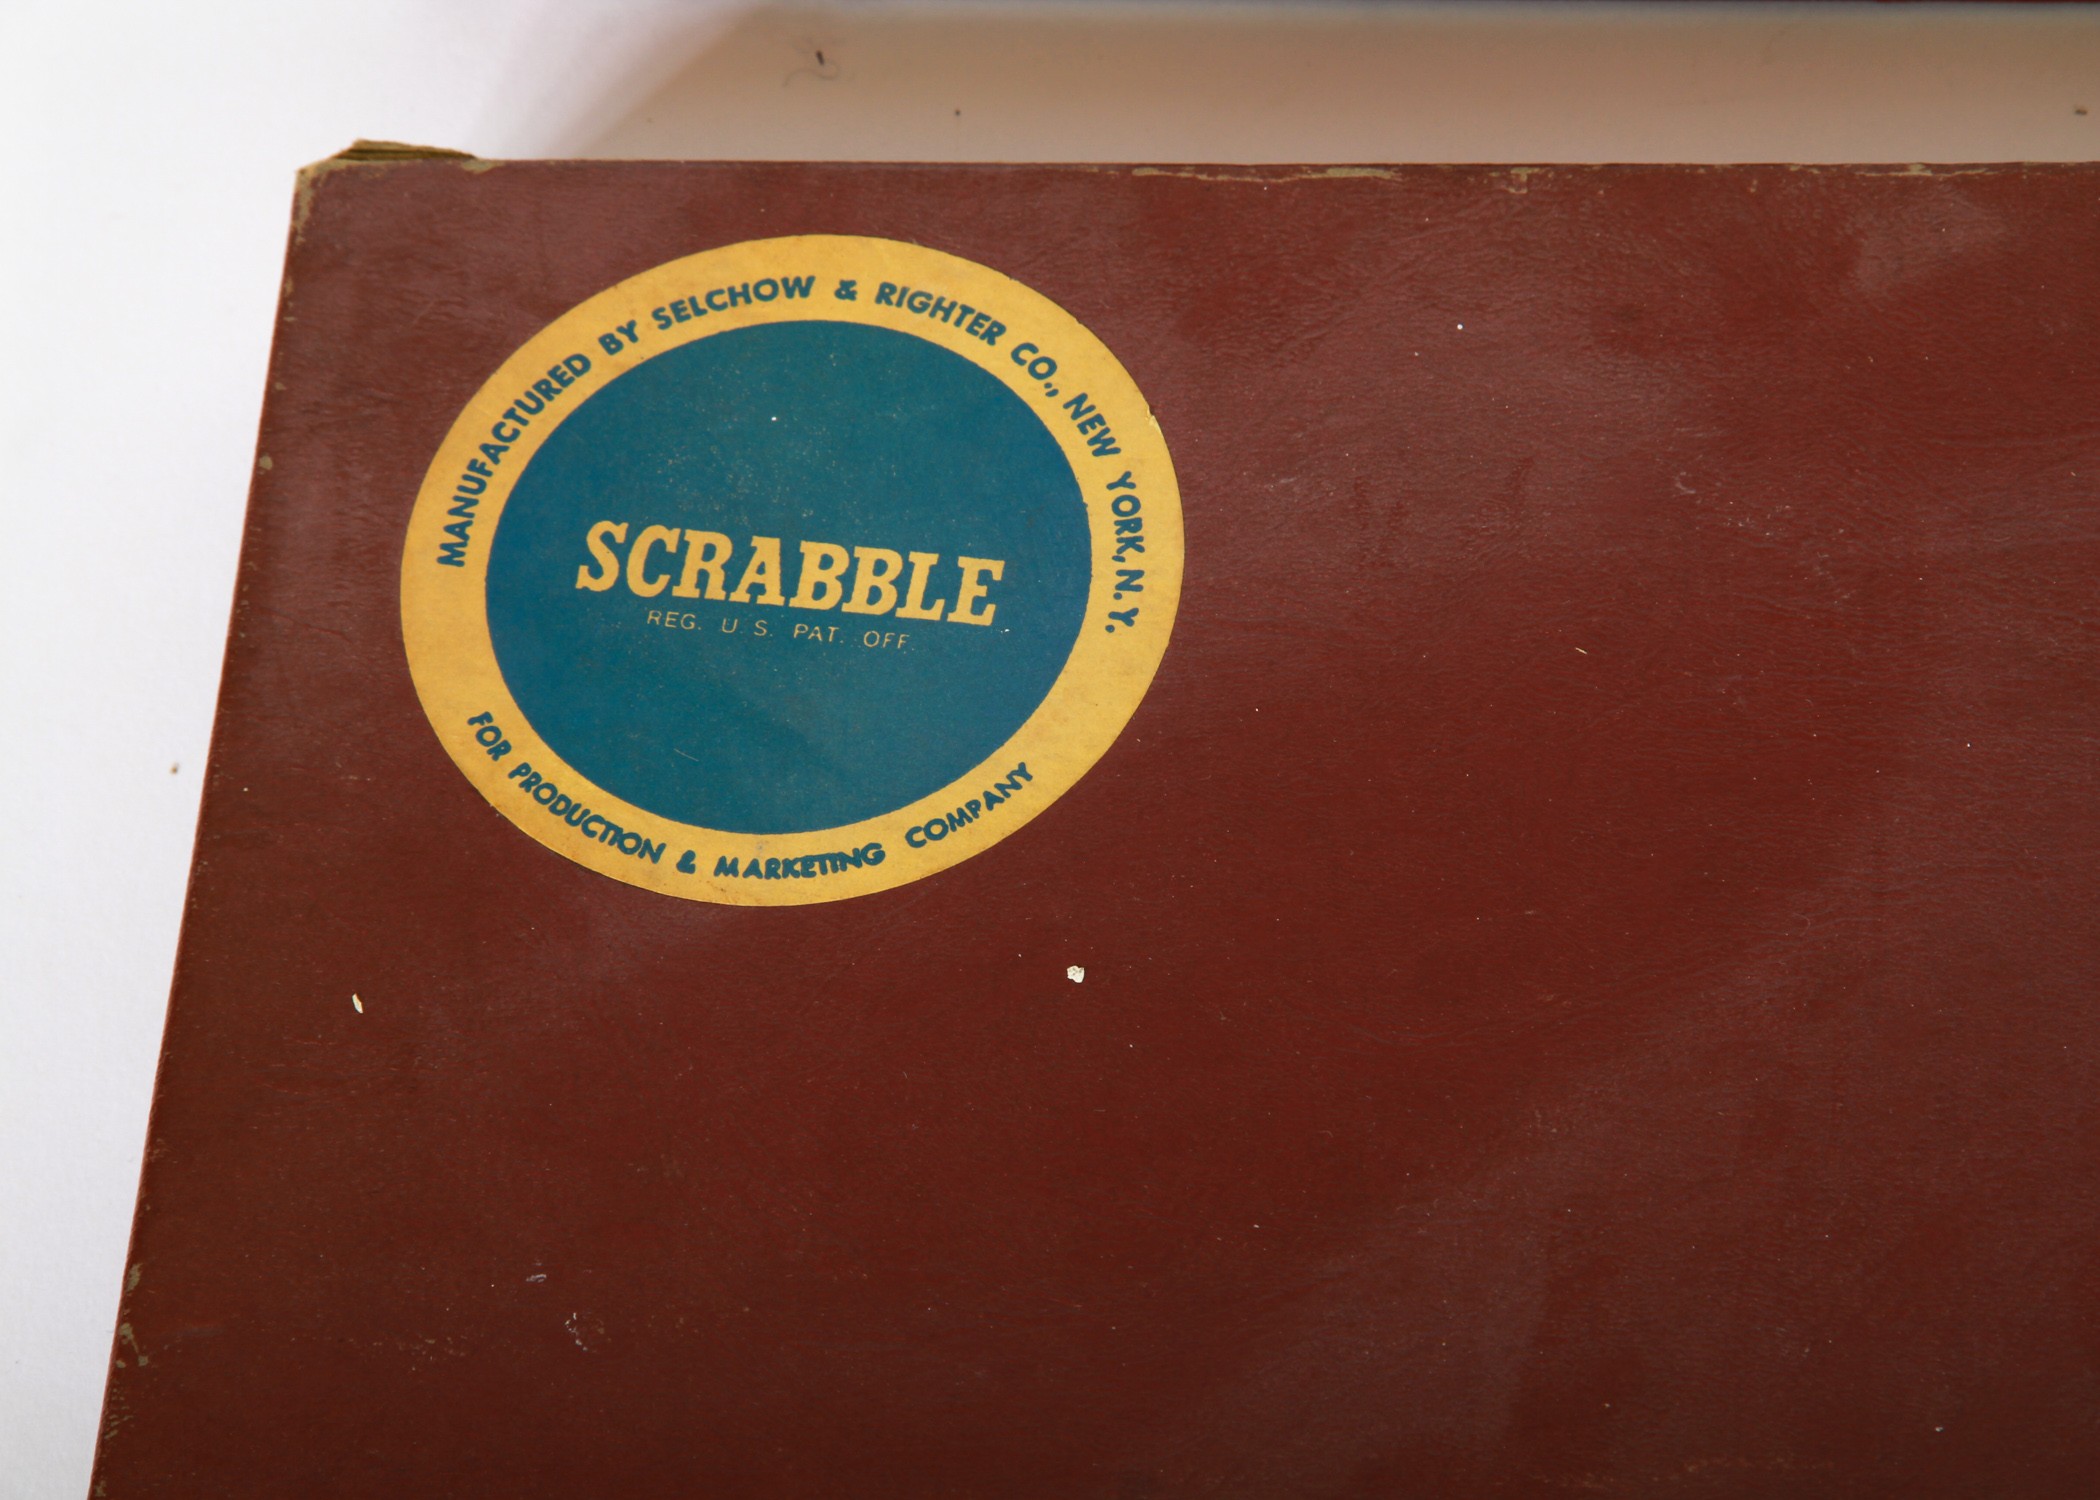 MANUFACTURED BY SELCHOW & RIGHTER CO., NEW YORK, N.Y.
SCRABBLE
REG. U.S. PAT. OFF.
FOR PRODUCTION & MARKETING COMPANY